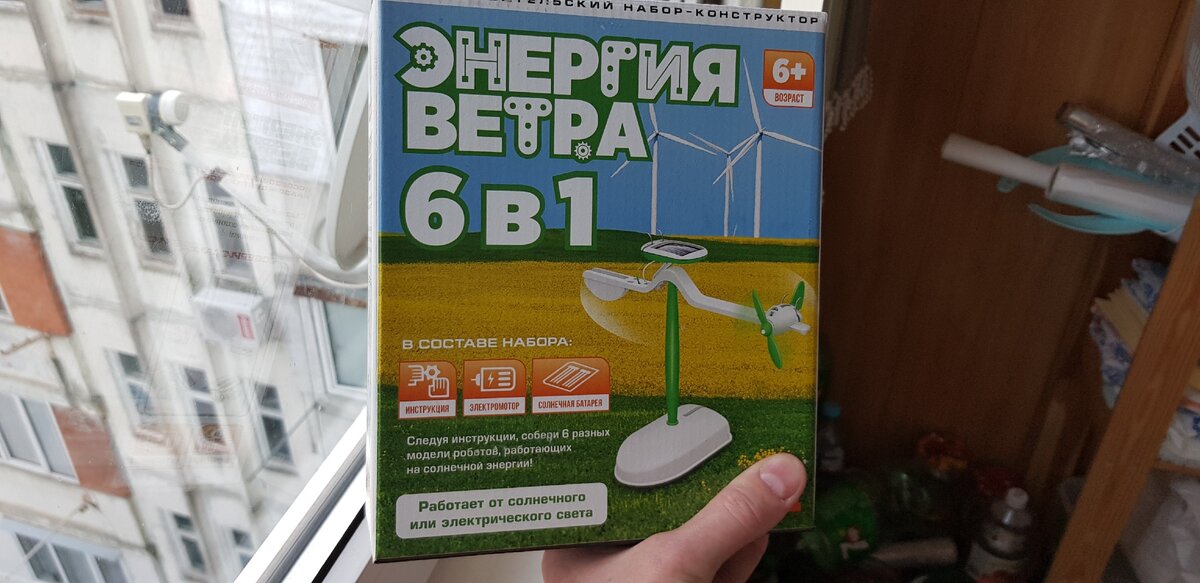 НАБОР-КОНСТРУКТОР
ЭНЕРГИЯ
ВЕТРА
6 в 1
6+
ВОЗРАСТ
В СОСТАВЕ НАБОРА:
ИНСТРУКЦИЯ ЭЛЕКТРОМОТОР СОЛНЕЧНАЯ БАТАРЕЯ
Следуя инструкции, собери 6 разных
модели роботов, работающих
на солнечной энергии!
Работает от солнечного
или электрического света